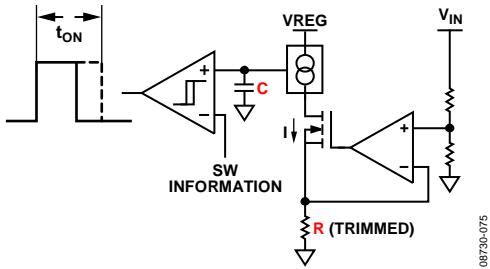 tON
VREG
VIN
+
C
−
SW
INFORMATION
I
+
−
R (TRIMMED)
08730-075